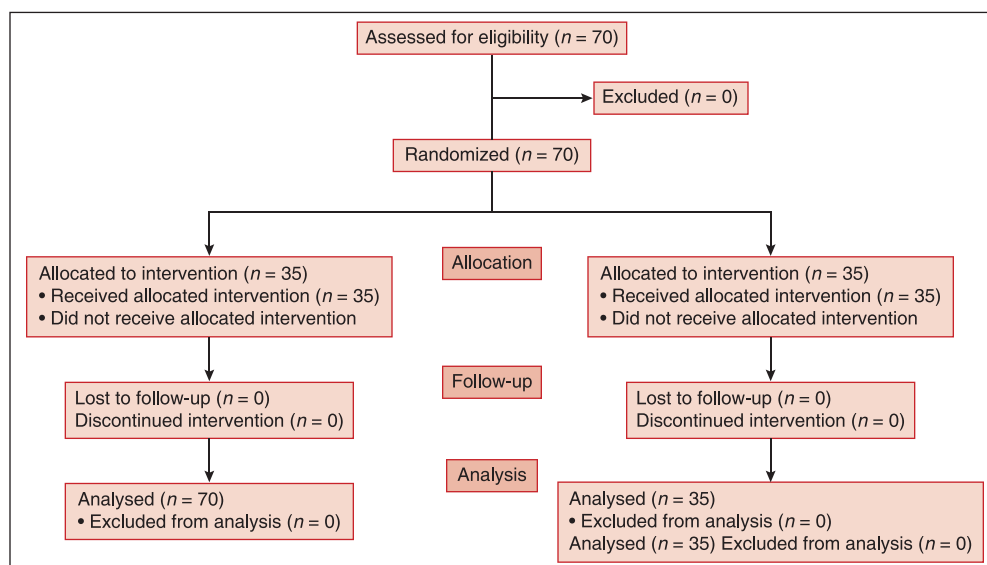 Assessed for eligibility (n = 70)
Excluded (n = 0)
Randomized (n = 70)
Allocation
Allocated to intervention (n = 35)
• Received allocated intervention (n = 35)
• Did not receive allocated intervention
Allocated to intervention (n = 35)
• Received allocated intervention (n = 35)
• Did not receive allocated intervention
Follow-up
Lost to follow-up (n = 0)
Discontinued intervention (n = 0)
Lost to follow-up (n = 0)
Discontinued intervention (n = 0)
Analysis
Analysed (n = 70)
• Excluded from analysis (n = 0)
Analysed (n = 35)
• Excluded from analysis (n = 0)
Analysed (n = 35) Excluded from analysis (n = 0)